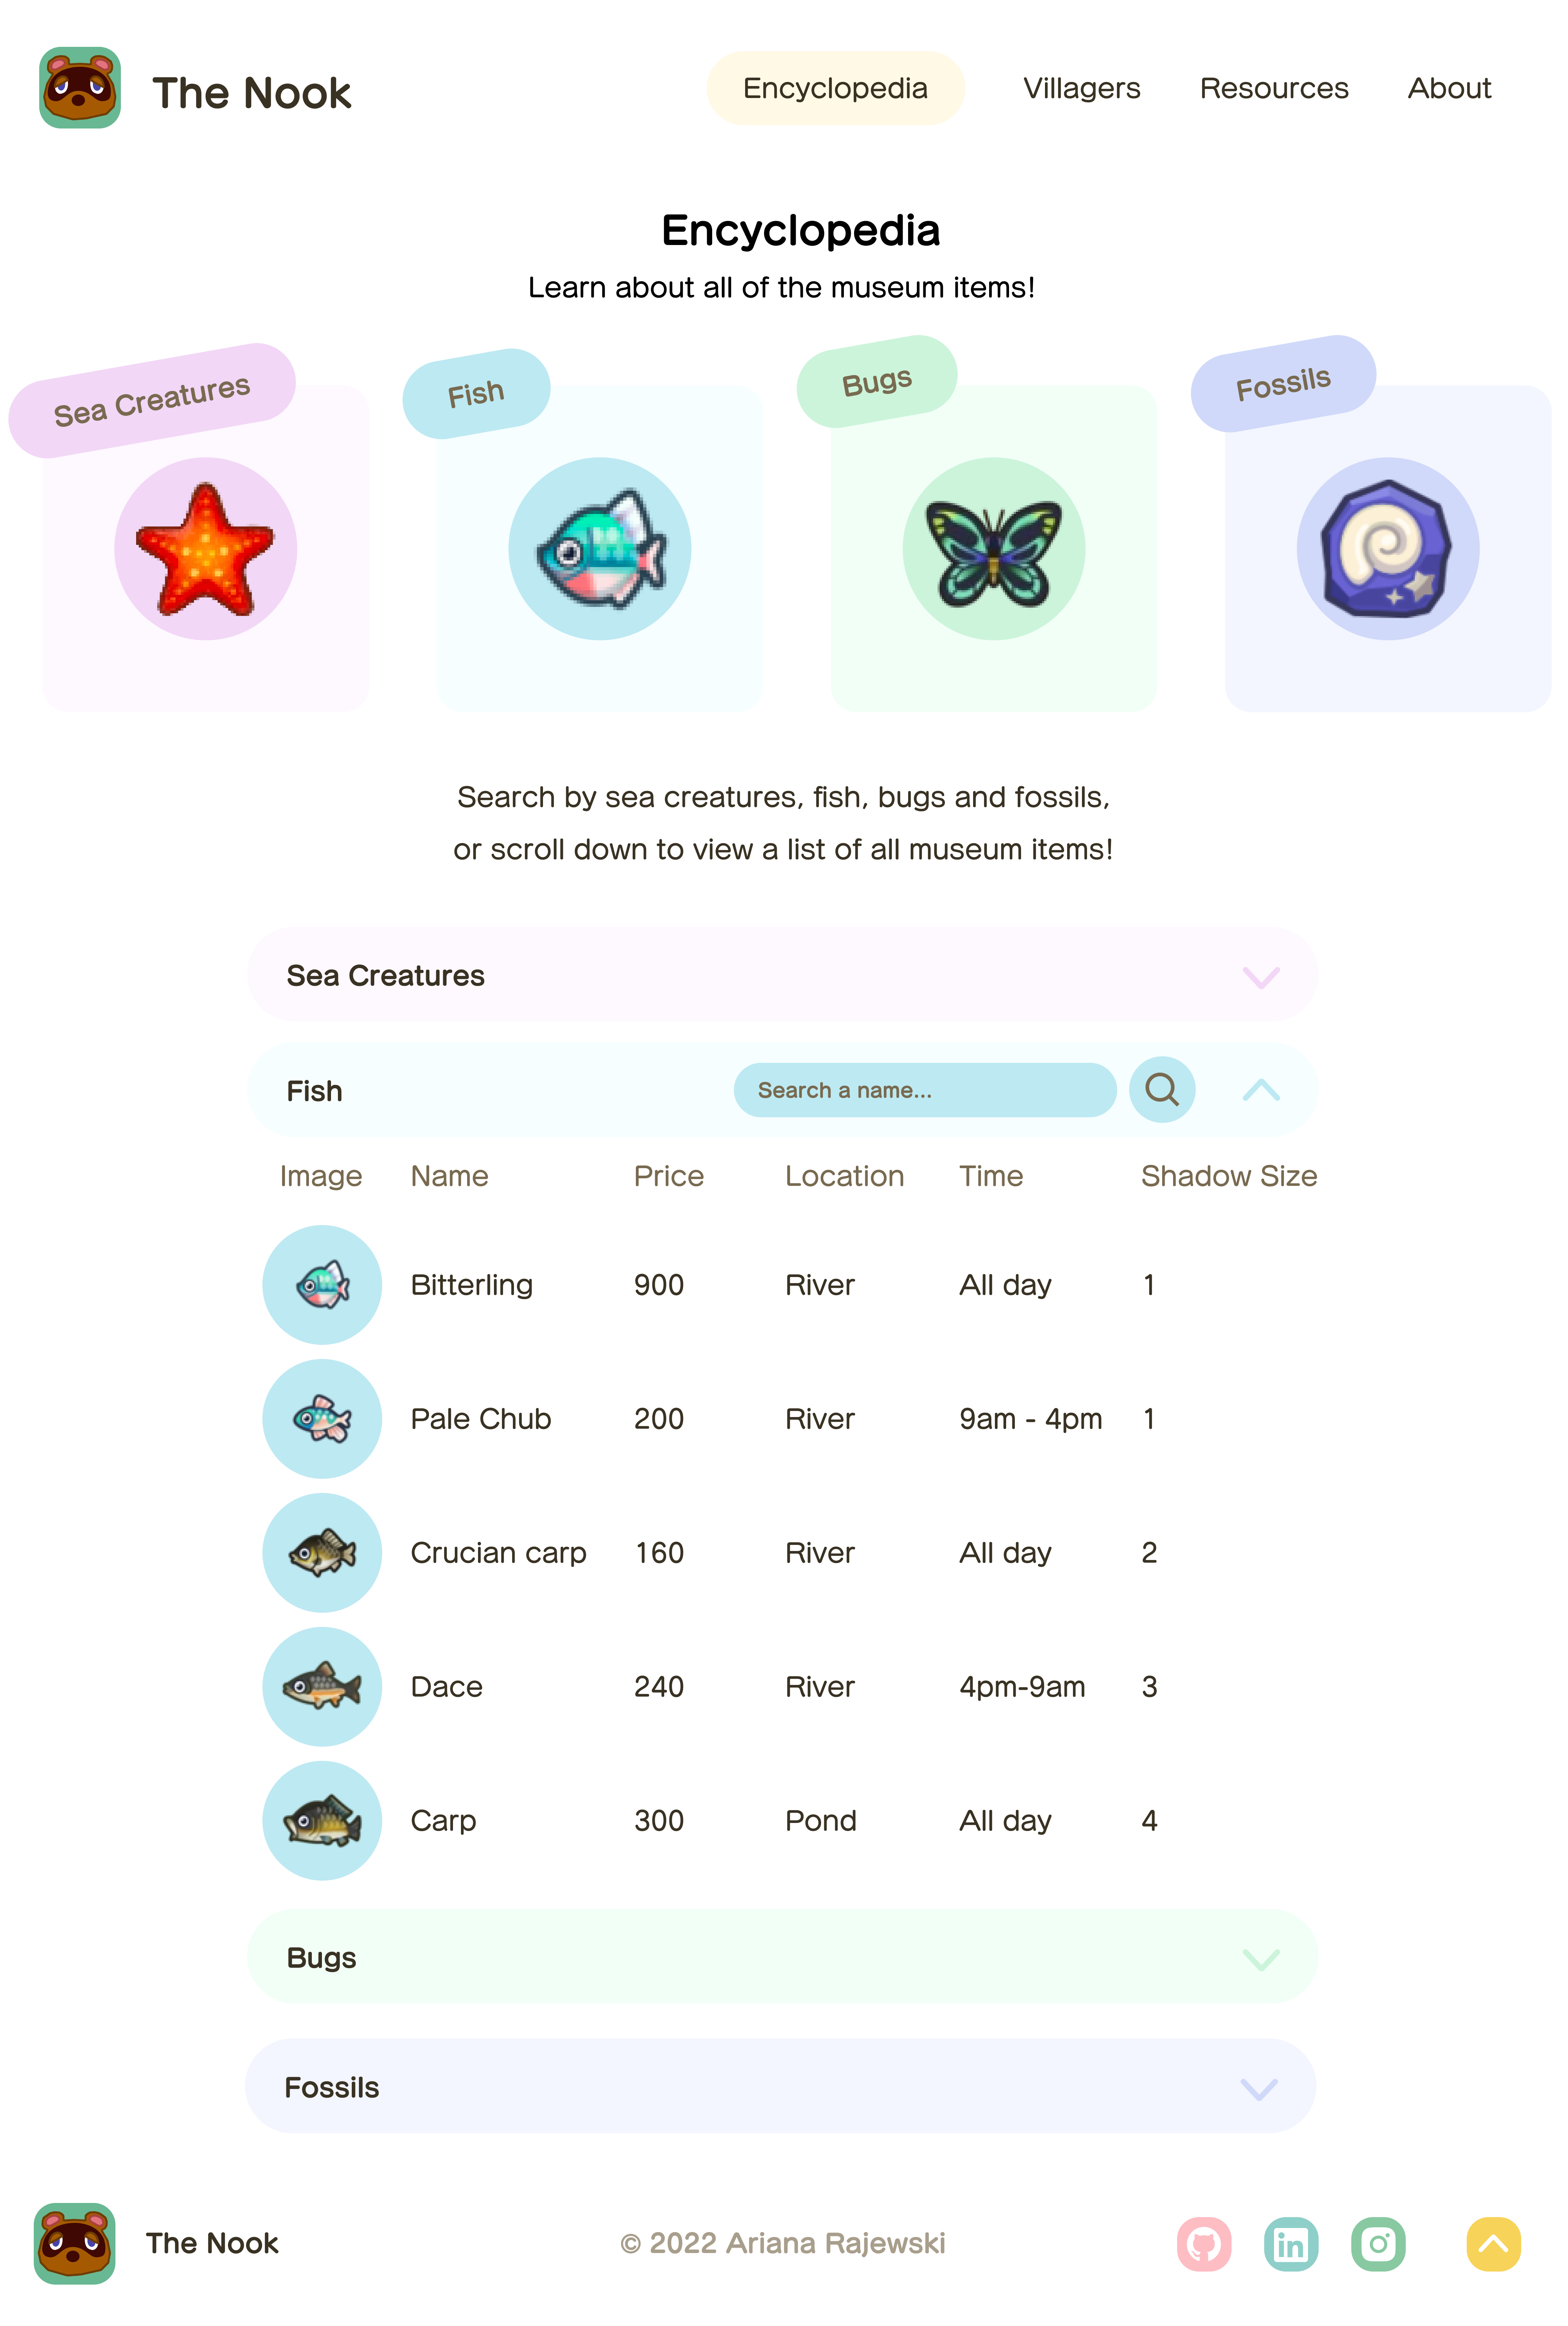 The Nook
Encyclopedia Villagers Resources About
Encyclopedia
Learn about all of the museum items!
Sea Creatures
Fish
Bugs
Fossils
Search by sea creatures, fish, bugs and fossils,
or scroll down to view a list of all museum items!
Sea Creatures
Fish Search a name...
Image Name Price Location Time Shadow Size
Bitterling 900 River All day 1
Pale Chub 200 River 9am - 4pm 1
Crucian carp 160 River All day 2
Dace 240 River 4pm-9am 3
Carp 300 Pond All day 4
Bugs
Fossils
The Nook © 2022 Ariana Rajewski in